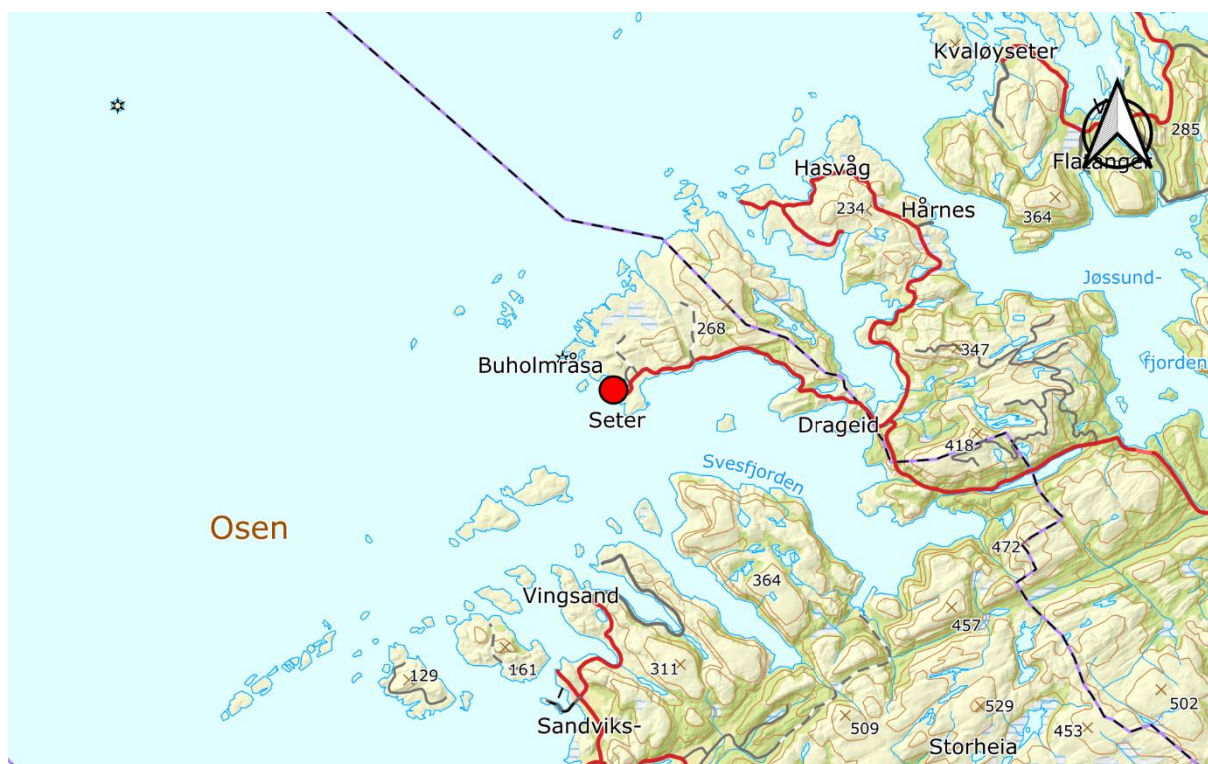 Kvaløyseter
285
Flatanger
Hasvåg
234
Hårnes
364
Jøssund-
268
347
fjorden
Buholmråsa
Seter
Drageid
418
Svesfjorden
Osen
472
364
Vingsand
457
311
161
129
502
529
Sandviks-
509
453
Storheia